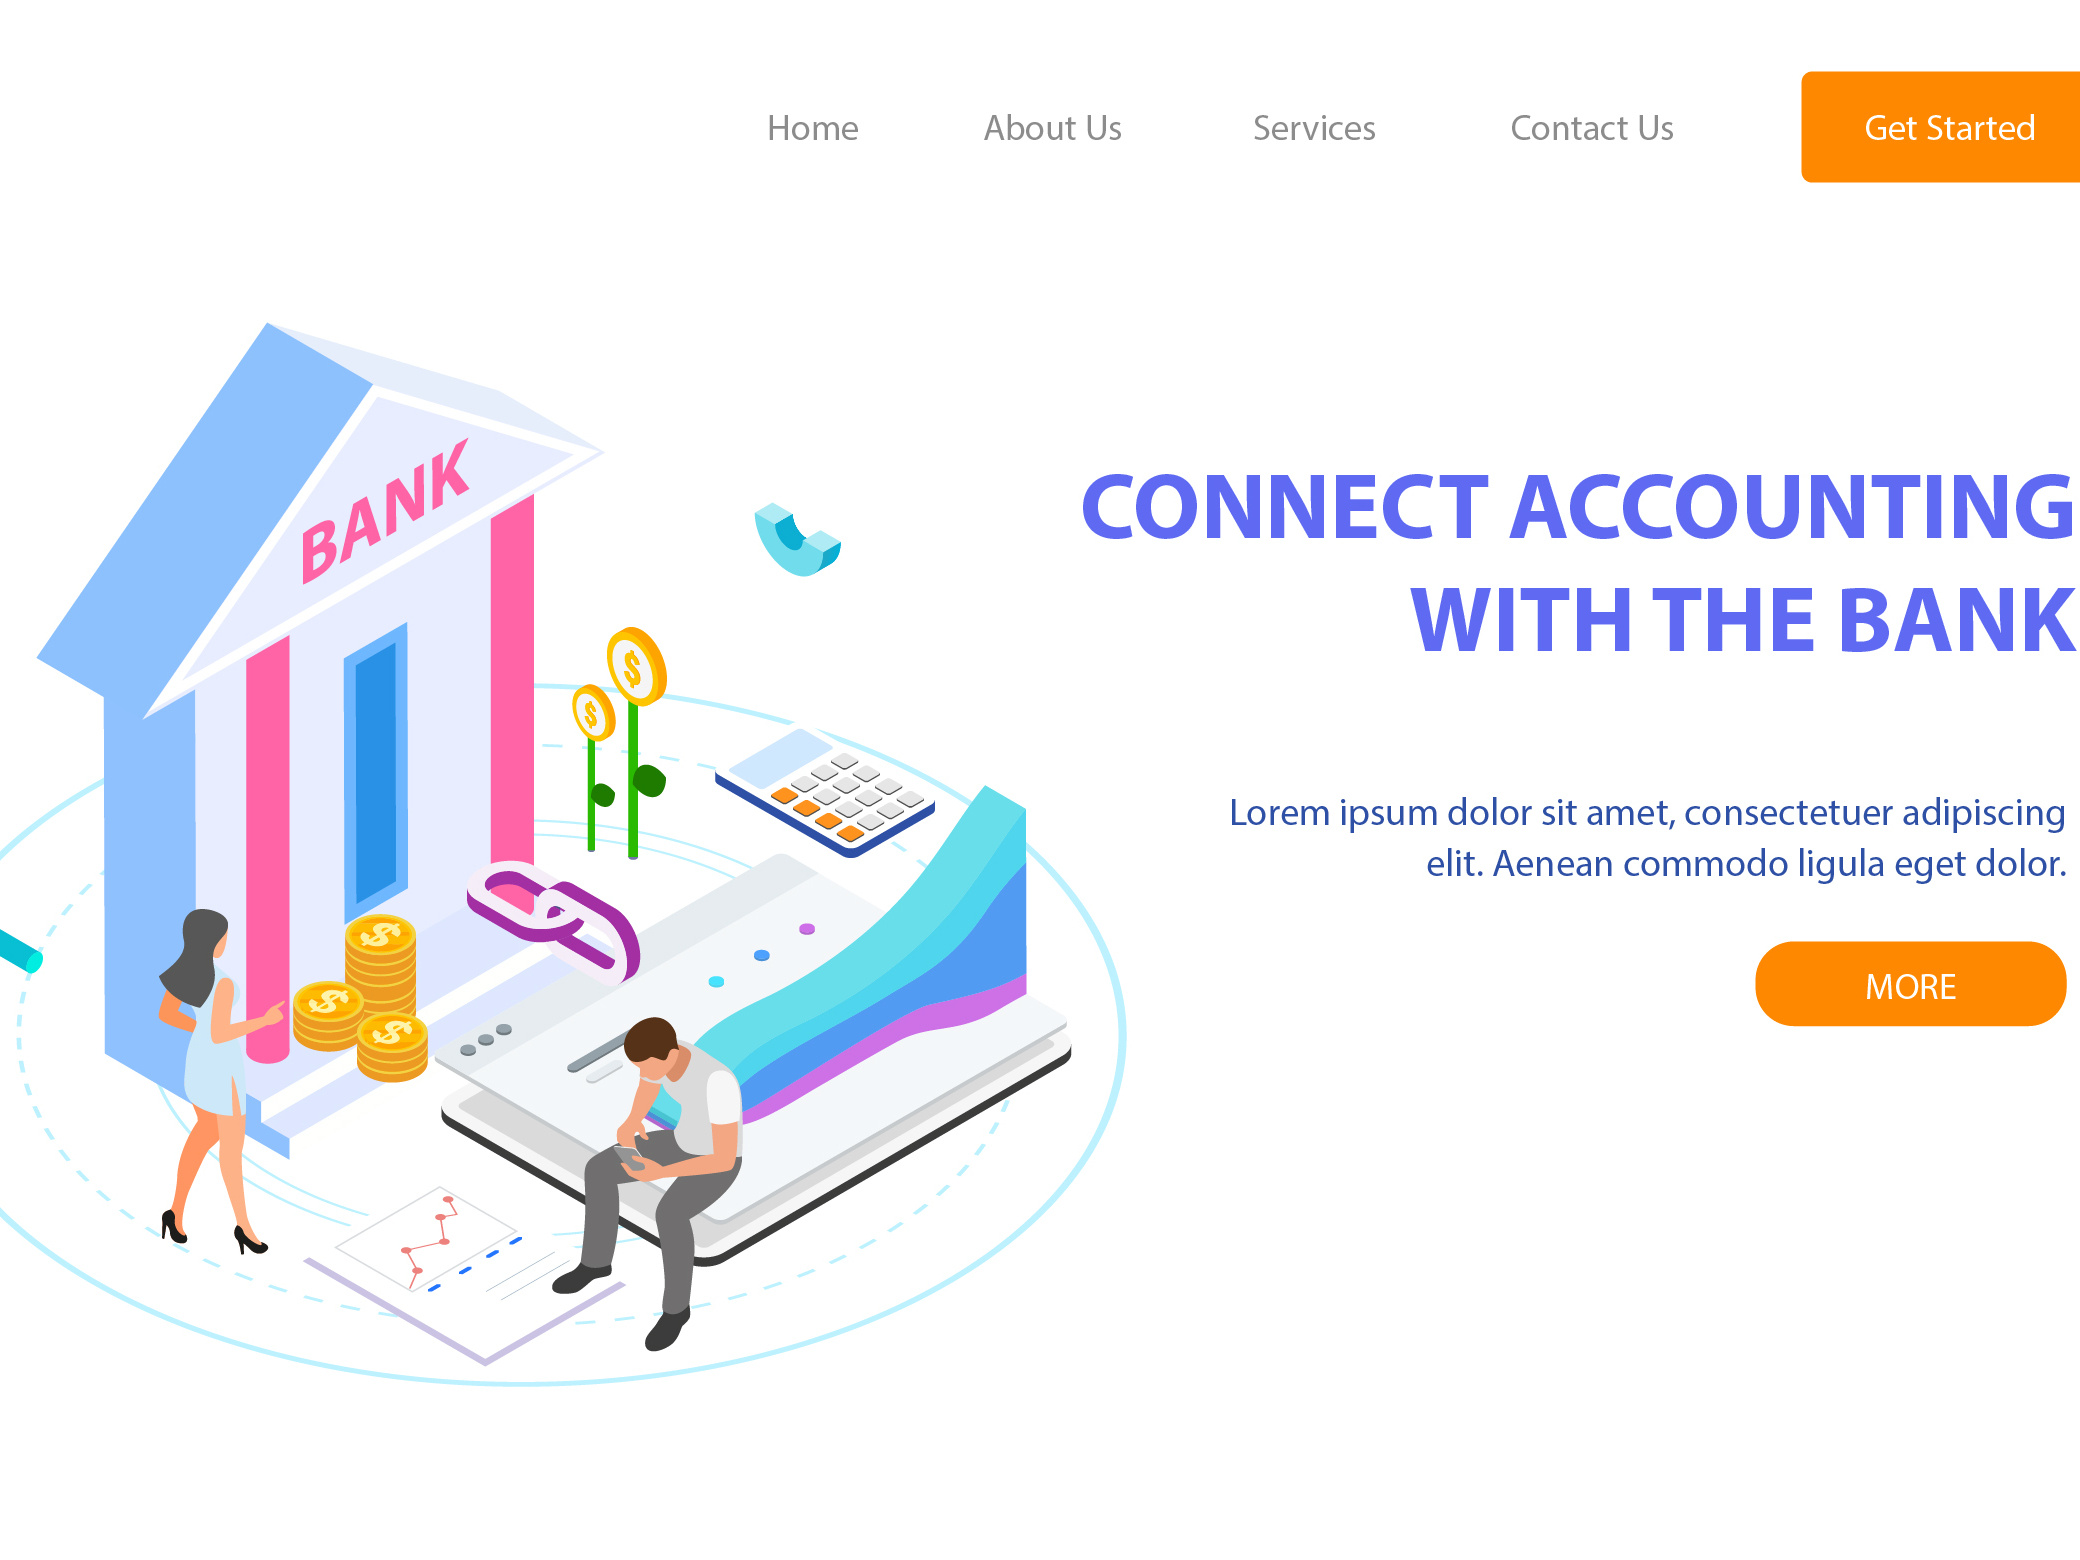 Home
About Us
Services
Contact Us
Get Started
BANK
CONNECT ACCOUNTING
WITH THE BANK
Lorem ipsum dolor sit amet, consectetuer adipiscing
elit. Aenean commodo ligula eget dolor.
MORE
$
$
$
$
$